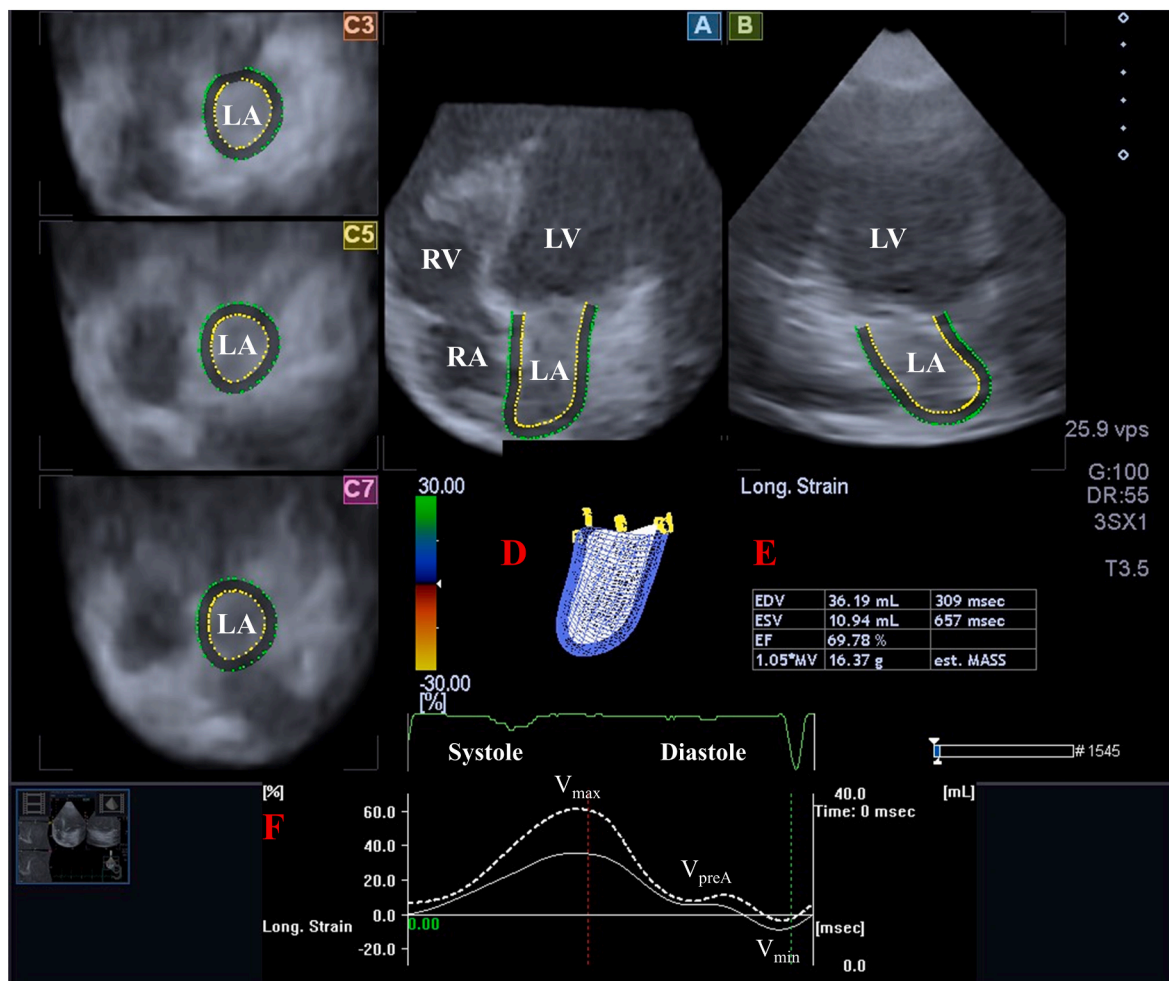 C3
LA
C5
LA
C7
LA
A
LV
RV
RA
LA
B
LV
LA
25.9 vps
G:100
DR:55
3SX1
T3.5
30.00
-30.00
[%]
D
Long. Strain
E
EDV 36.19 mL 309 msec
ESV 10.94 mL 657 msec
EF 69.78 %
1.05*MV 16.37 g est. MASS
Systole Diastole
# 1545
[%]
F
60.0
40.0
20.0
0.0
-20.0
Long. Strain
0.00
Vmax
VpreA
Vmin
40.0 [mL]
Time: 0 msec
[msec]
0.0